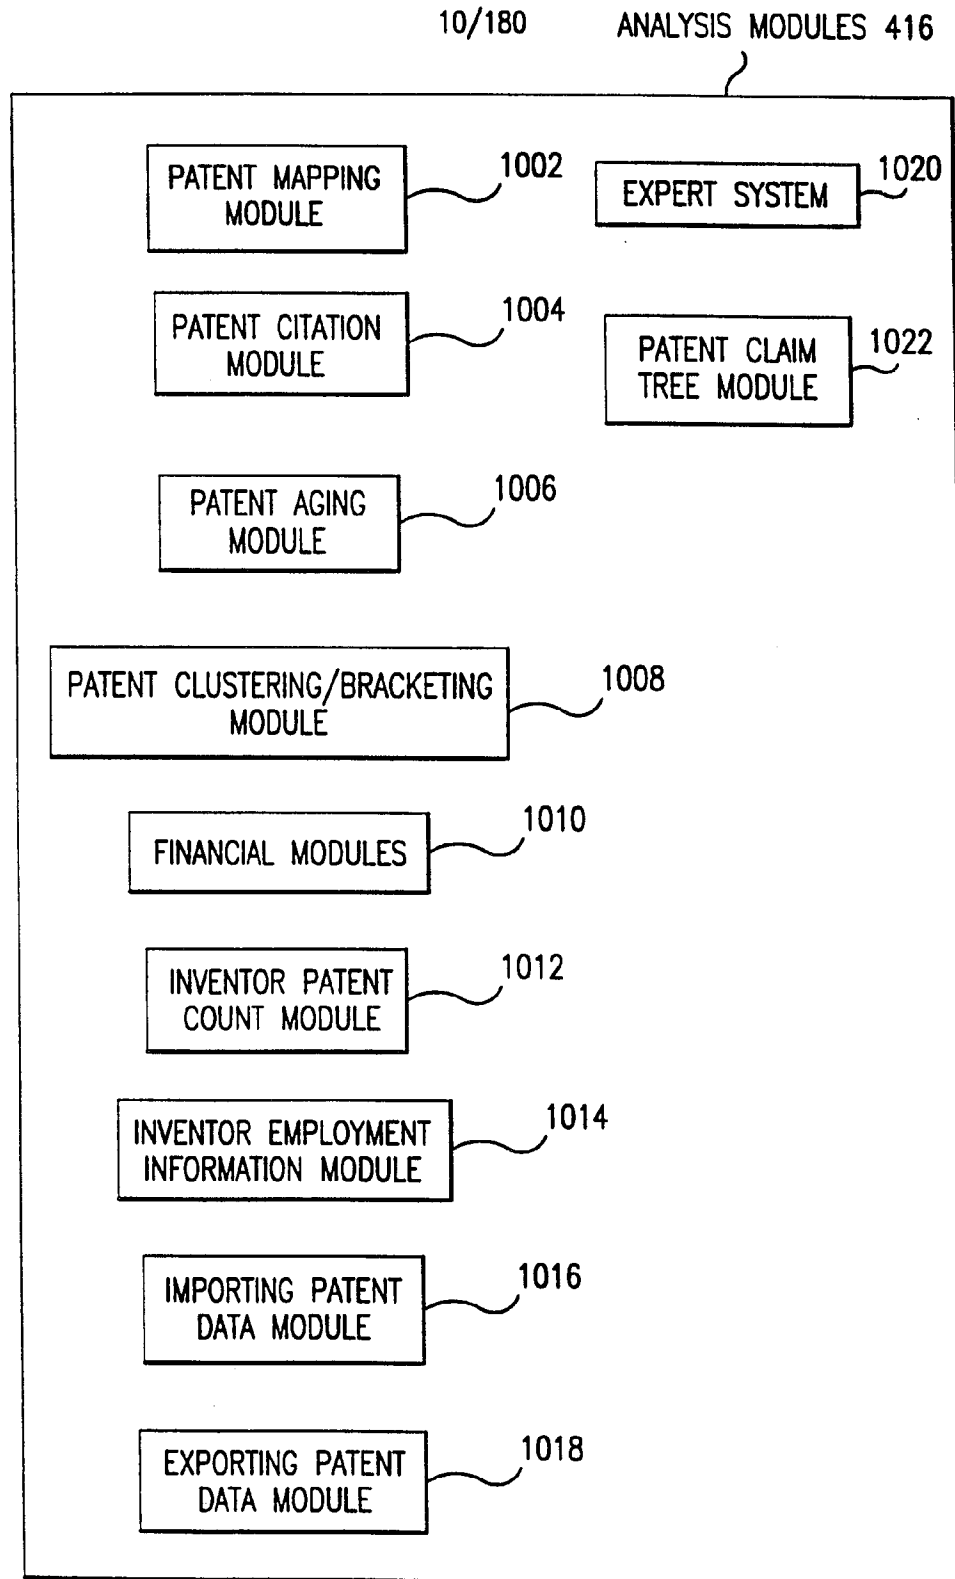 10/180
ANALYSIS MODULES 416
PATENT MAPPING
MODULE
1002
EXPERT SYSTEM
1020
PATENT CITATION
MODULE
1004
PATENT CLAIM
TREE MODULE
1022
PATENT AGING
MODULE
1006
PATENT CLUSTERING/BRACKETING
MODULE
1008
FINANCIAL MODULES
1010
INVENTOR PATENT
COUNT MODULE
1012
INVENTOR EMPLOYMENT
INFORMATION MODULE
1014
IMPORTING PATENT
DATA MODULE
1016
EXPORTING PATENT
DATA MODULE
1018